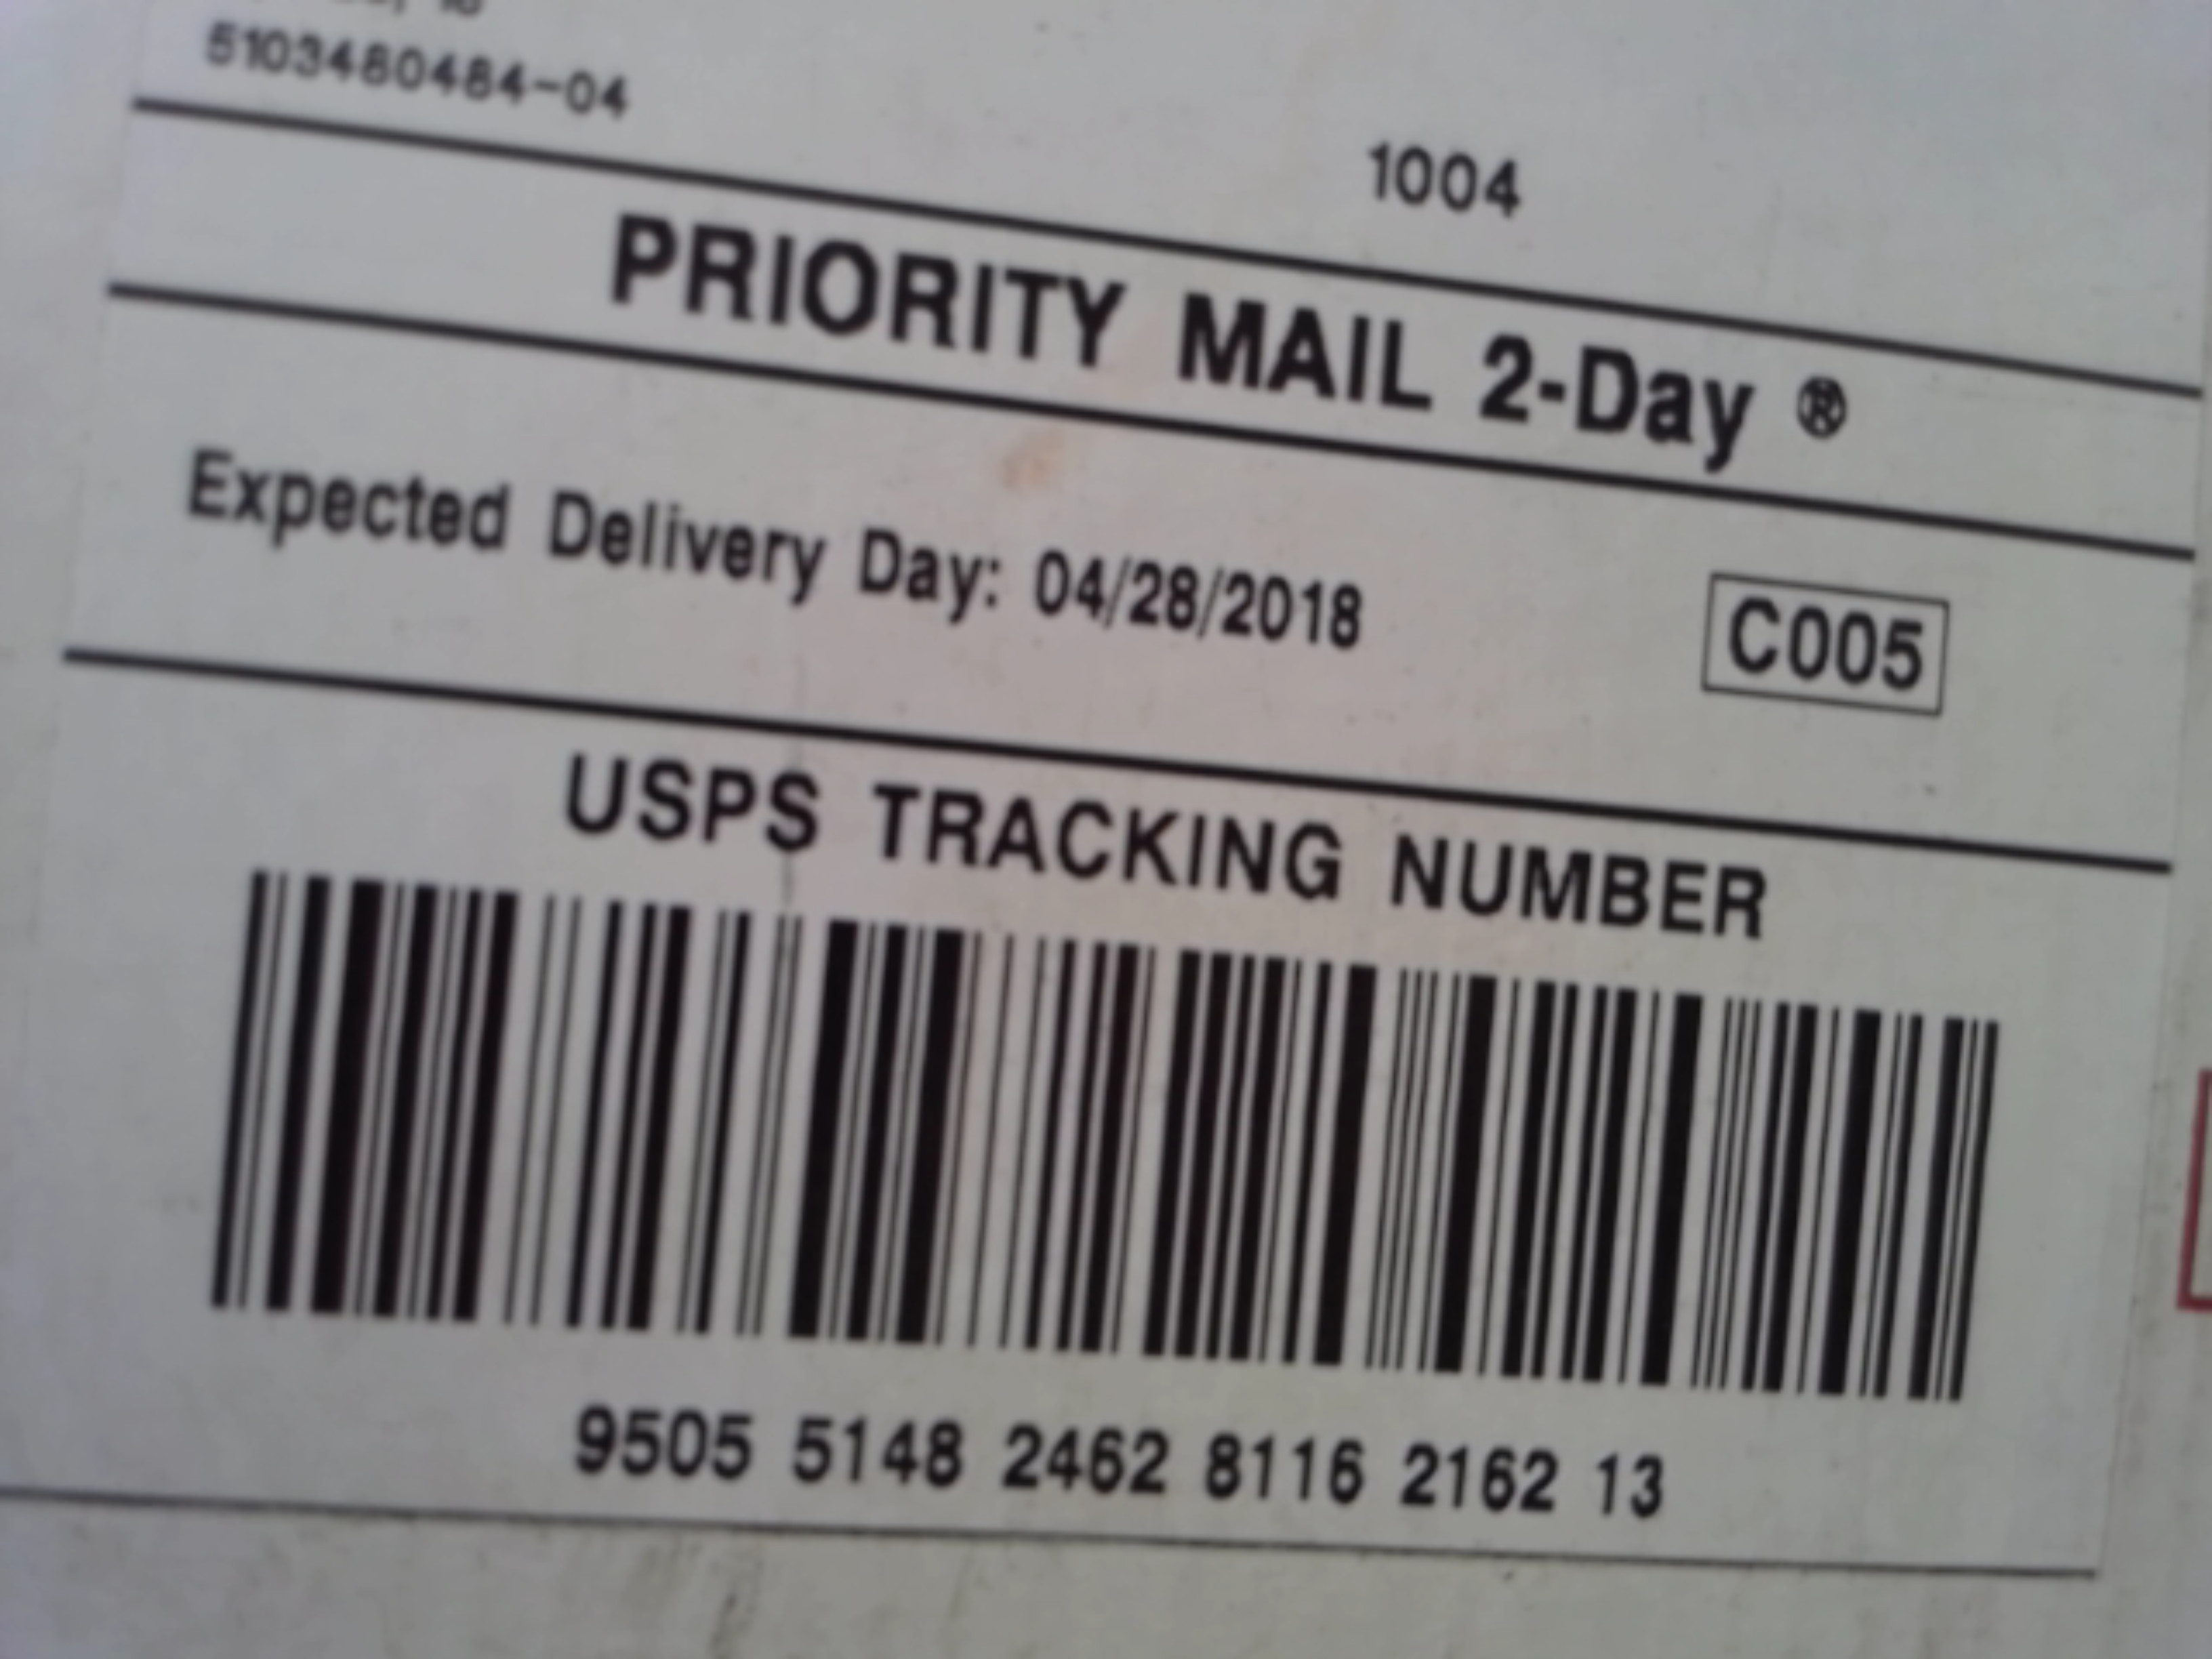 5103480484-04
1004
PRIORITY MAIL 2-Day ®
Expected Delivery Day: 04/28/2018
C005
USPS TRACKING NUMBER
9505 5148 2462 8116 2162 13